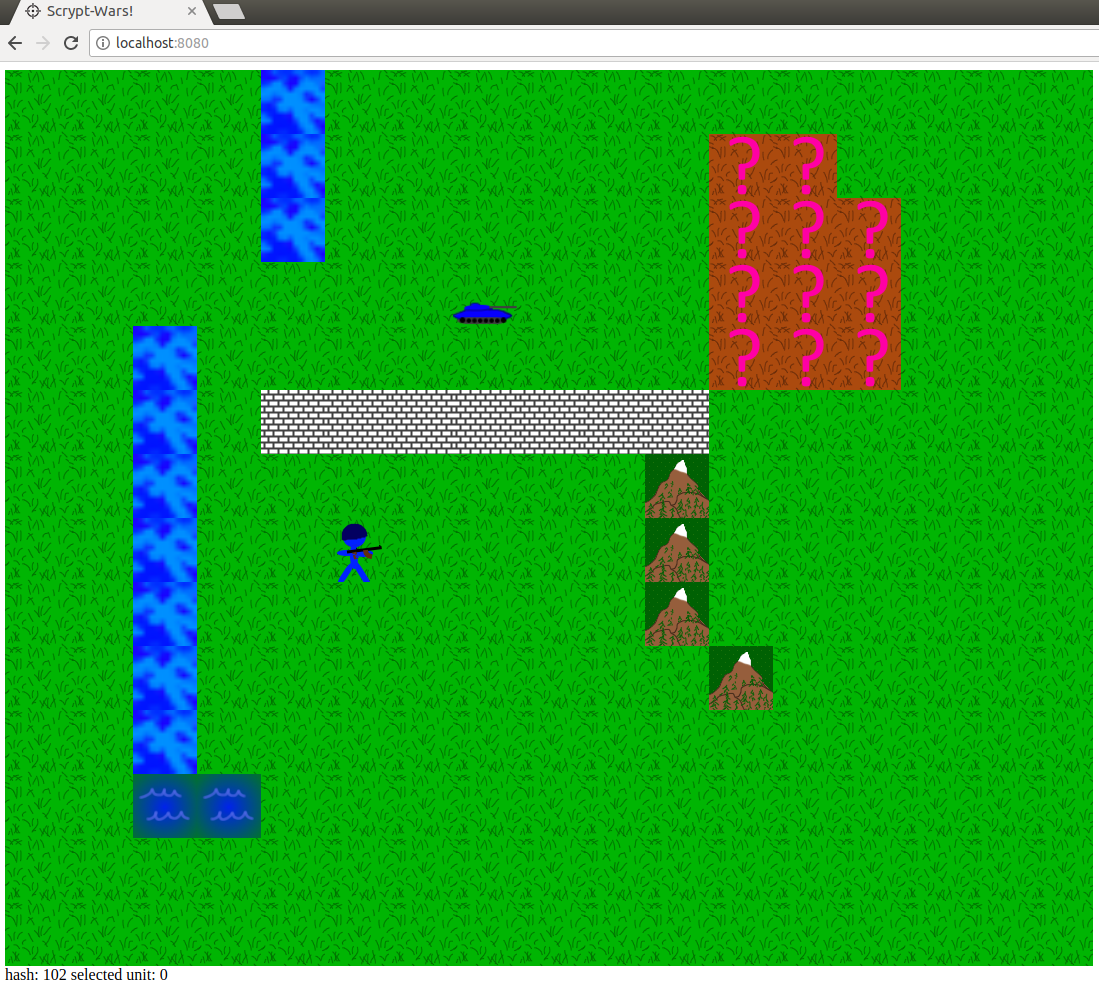 Scrypt-Wars!
localhost:8080
? ?
? ? ?
? ? ?
? ? ?
hash: 102 selected unit: 0